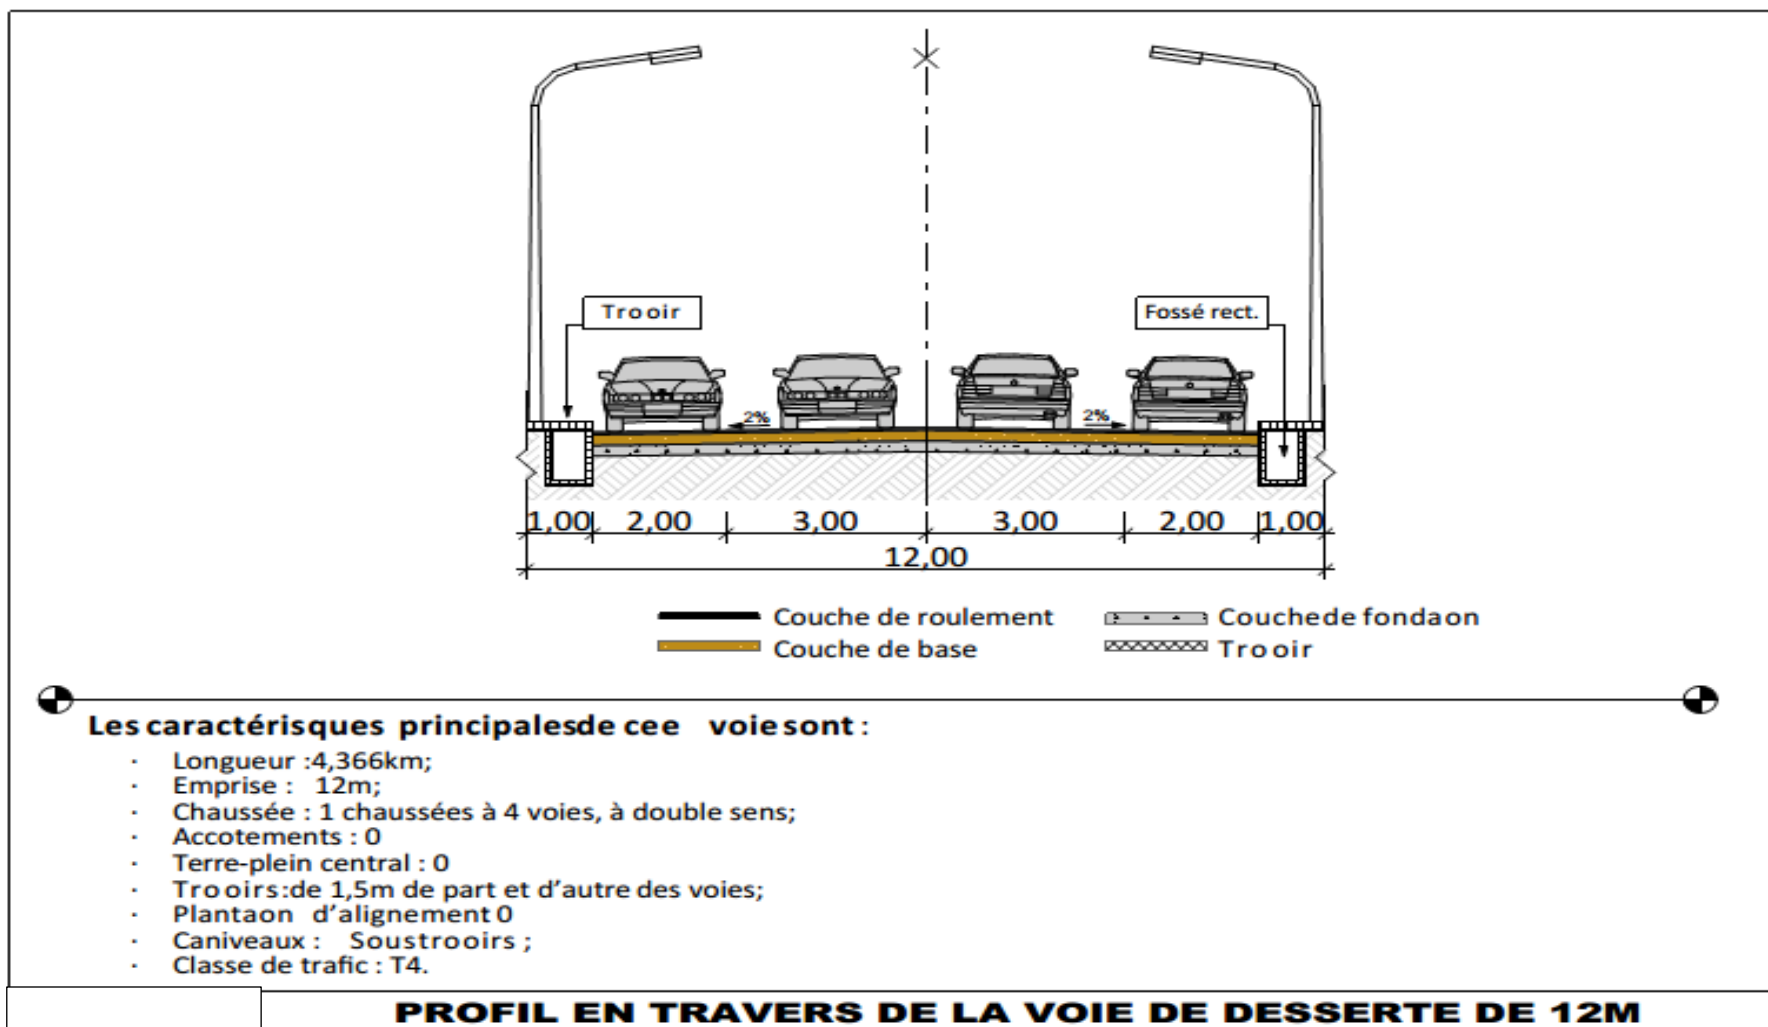 Trooir
Fossé rect.
2%
2%
1,00 2,00 3,00 3,00 2,00 1,00
12,00
Couche de roulement
Couchede fondaon
Couche de base
Trooir
Les caractérisques principalesde cee voiesont :
· Longueur :4,366km;
· Emprise : 12m;
· Chaussée : 1 chaussées à 4 voies, à double sens;
· Accotements : 0
· Terre-plein central : 0
· Trooirs:de 1,5m de part et d'autre des voies;
· Plantaon d'alignement 0
· Caniveaux : Soustrooirs ;
· Classe de trafic : T4.
PROFIL EN TRAVERS DE LA VOIE DE DESSERTE DE 12M